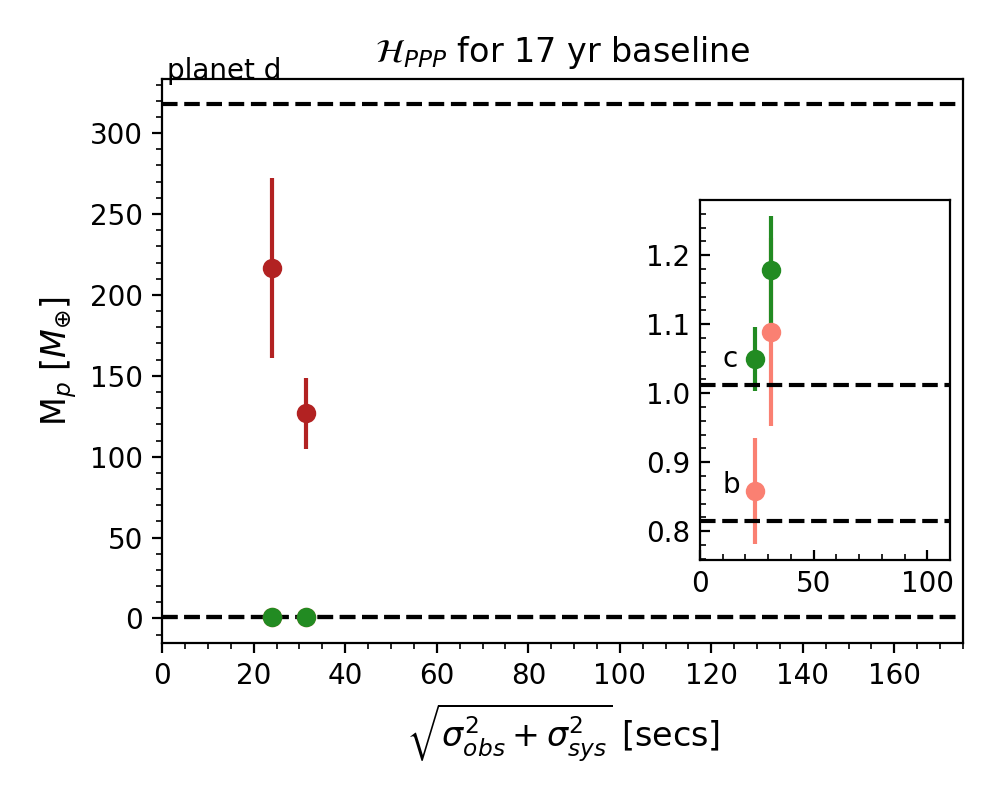 ℋ_PPP for 17 yr baseline
planet d
M_p [M_⊕]
300
250
200
150
100
50
0
0 20 40 60 80 100 120 140 160
√(σ²_obs + σ²_sys) [secs]
1.2
1.1
c
1.0
0.9
b
0.8
0 50 100